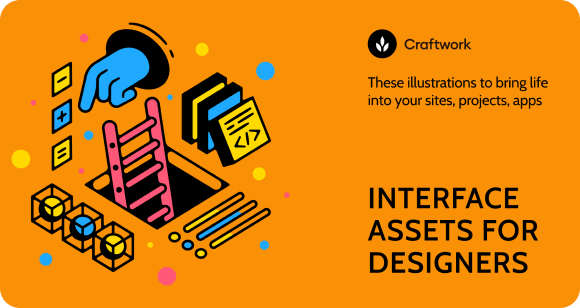 Craftwork
These illustrations to bring life
into your sites, projects, apps
INTERFACE
ASSETS FOR
DESIGNERS
</>